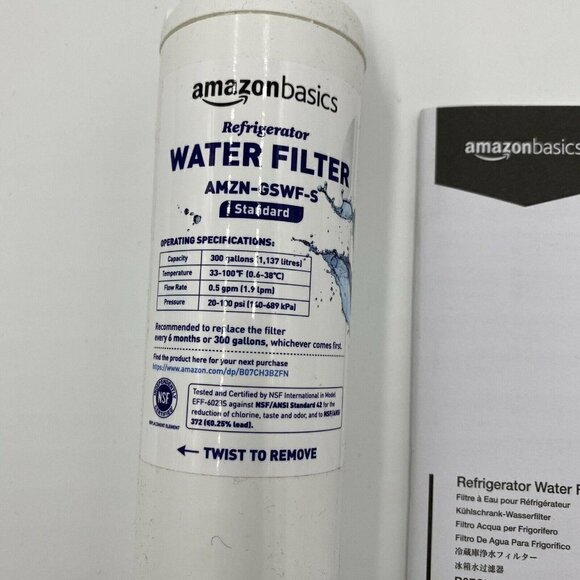 amazonbasics
Refrigerator
WATER FILTER
AMZN-GSWF-S
Standard
OPERATING SPECIFICATIONS:
Capacity 300 gallons (1,137 litres)
Temperature 33-100°F (0.6-38°C)
Flow Rate 0.5 gpm (1.9 lpm)
Pressure 20-100 psi (140-689 kPa)
Recommended to replace the filter
every 6 months or 300 gallons, whichever comes first.
Find the product here for your next purchase
https://www.amazon.com/dp/B07CH3BZFN
NSF
REPLACEMENT ELEMENT
Tested and Certified by NSF International in Model
EFF-6023S against NSF/ANSI Standard 42 for the
reduction of chlorine, taste and odor, and to NSF/ANSI
372 (≤0.25% lead).
← TWIST TO REMOVE
amazonbasics
Refrigerator Water F
Filtre à Eau pour Réfrigérateur
Kühlschrank-Wasserfilter
Filtro Acqua per Frigorifero
Filtro De Agua Para Frigorífico
冷蔵庫浄水フィルター
冰箱水过滤器